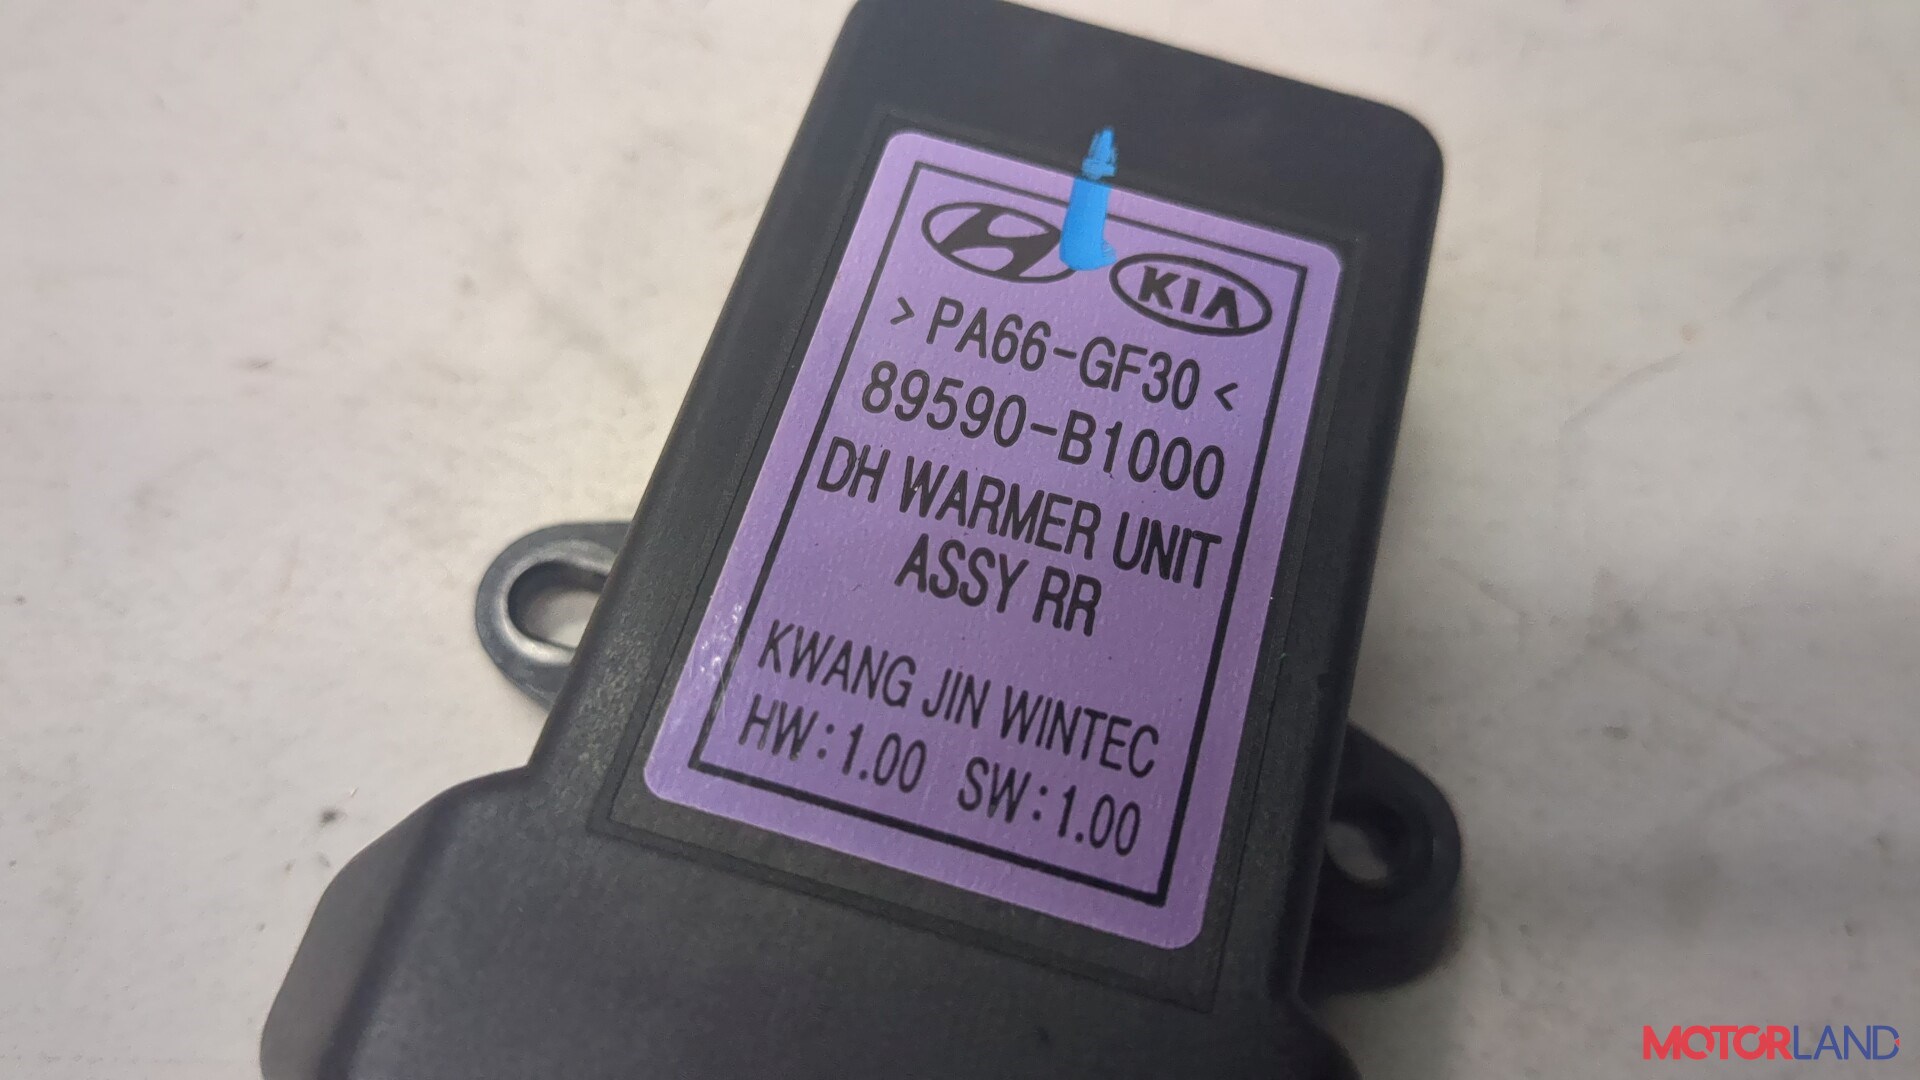 KIA
>PA66-GF30<
89590-B1000
DH WARMER UNIT
ASSY RR
KWANG JIN WINTEC
HW:1.00 SW:1.00
MOTORLAND